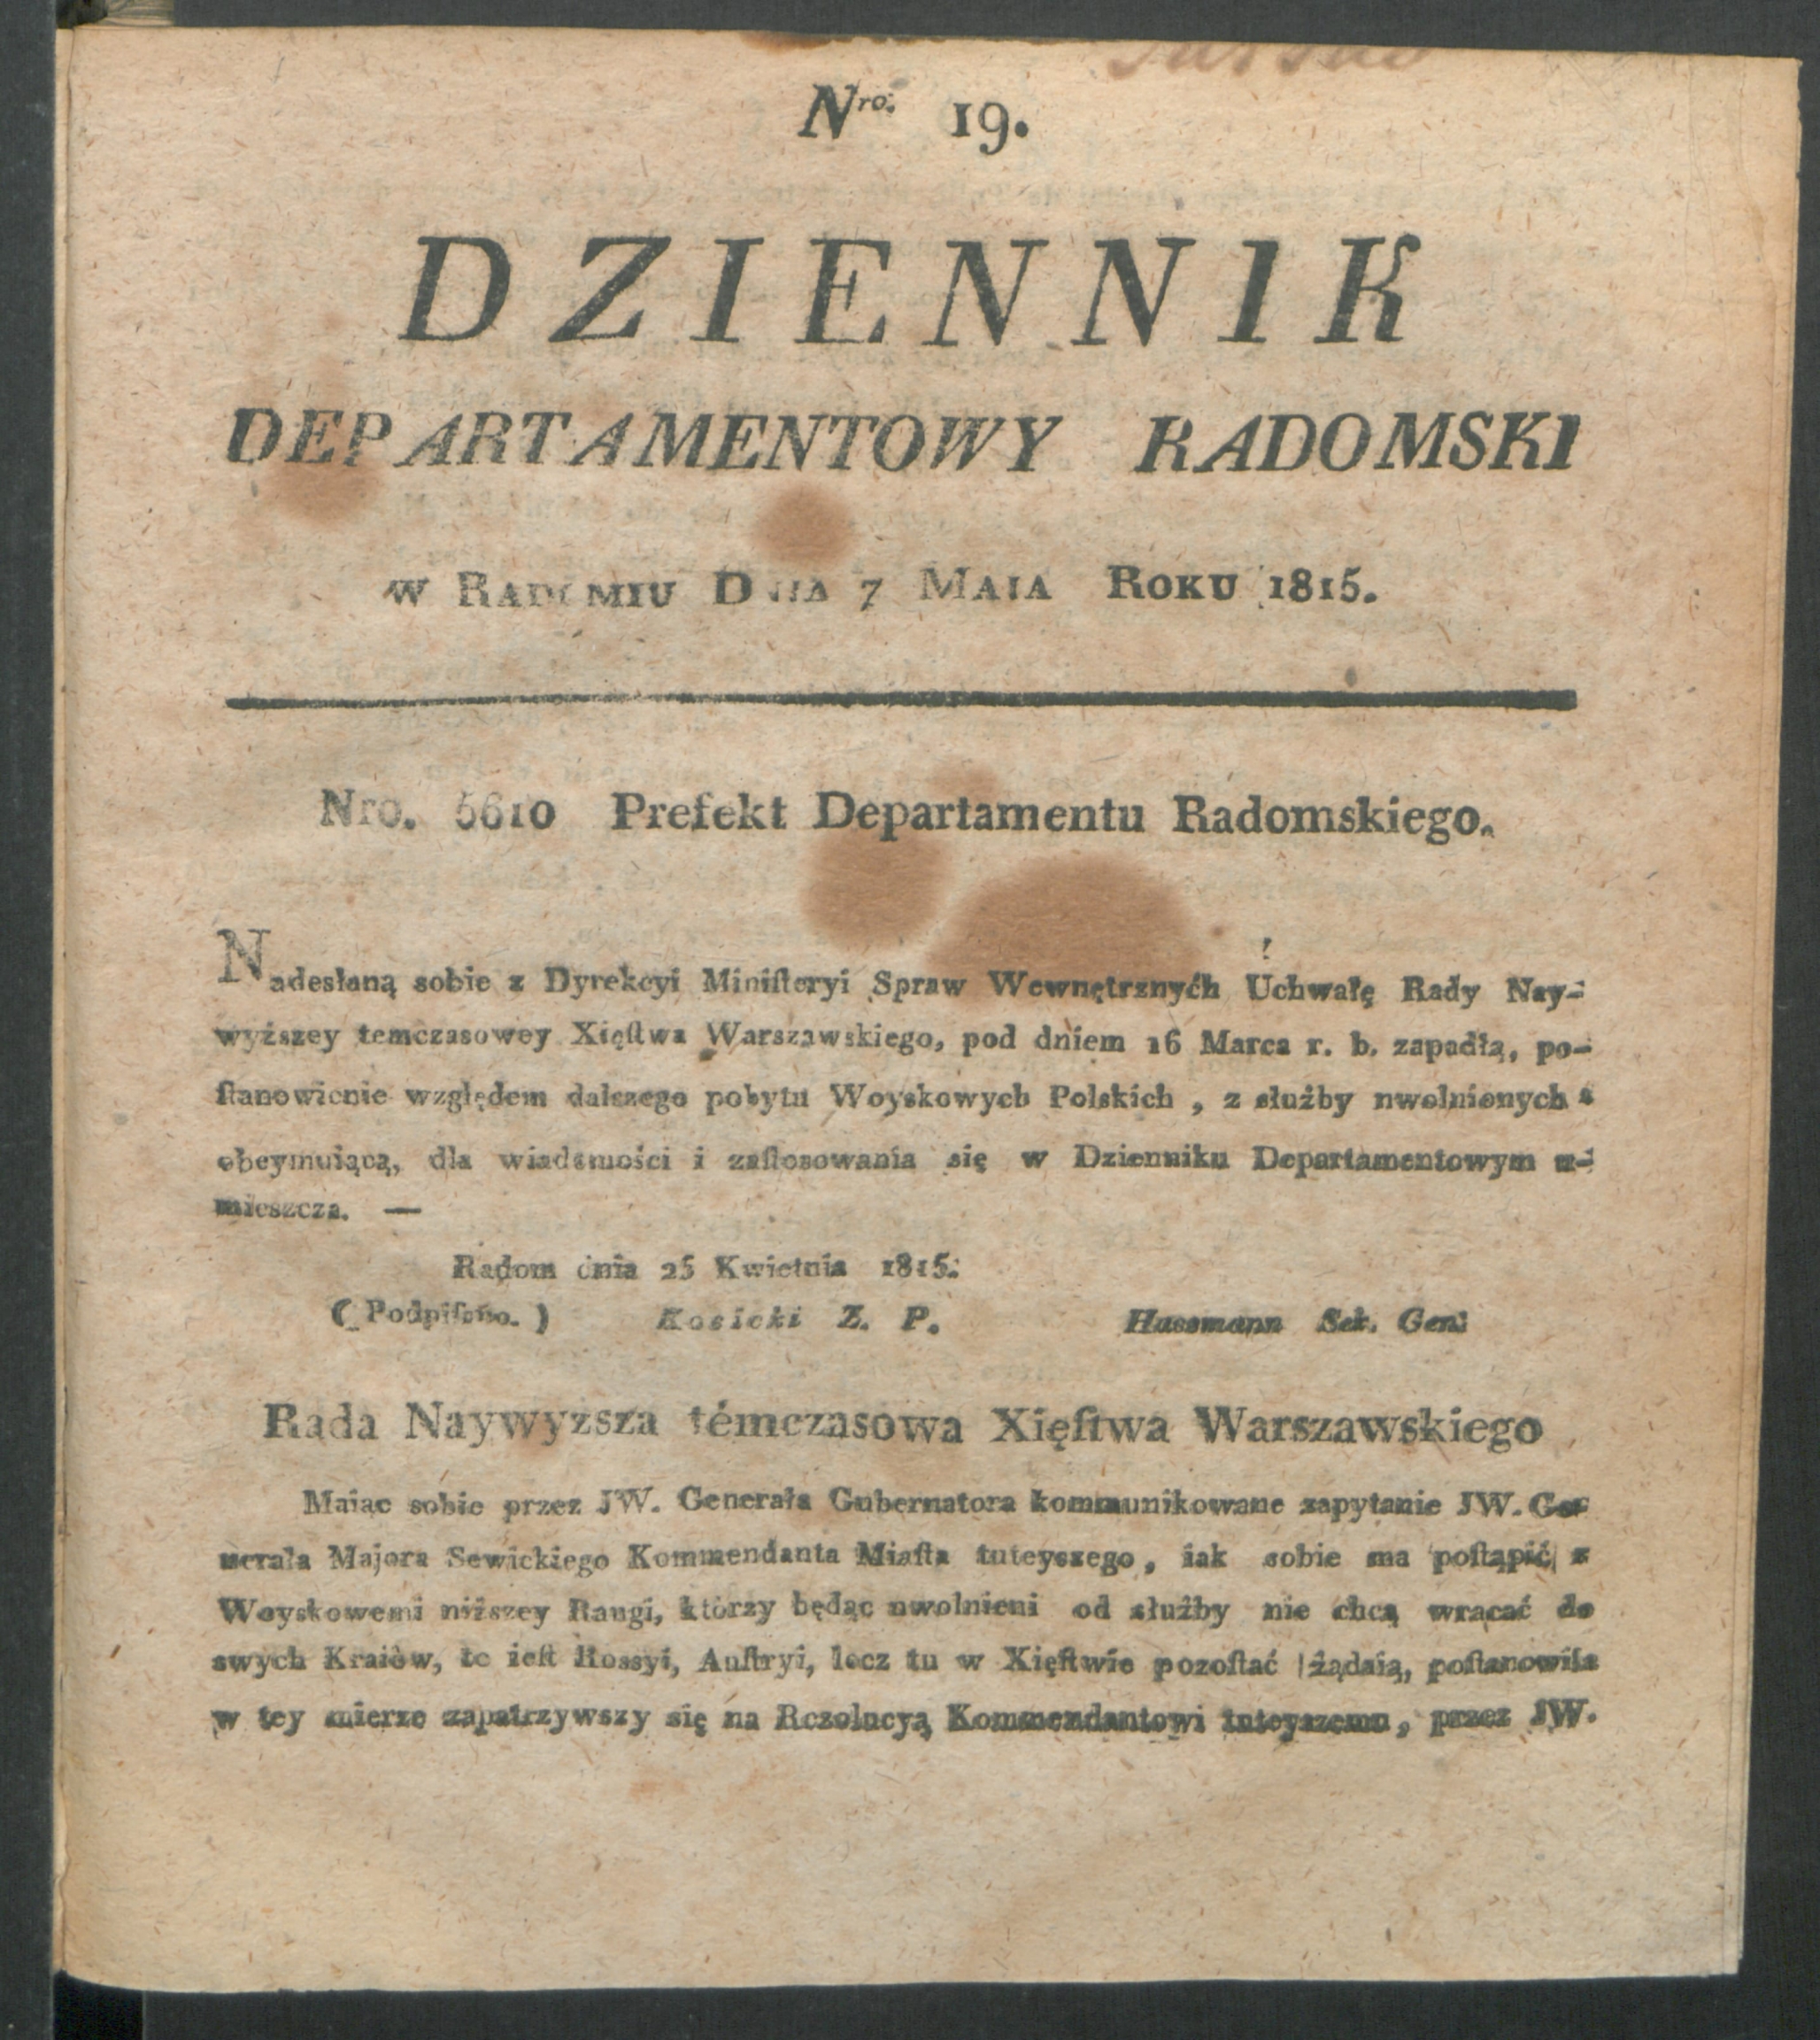 Nro. 19.
DZIENNIK
DEPARTAMENTOWY RADOMSKI
w Radomiu Dnia 7 Maia Roku 1815.
Nro. 5610 Prefekt Departamentu Radomskiego.
Nadesłaną sobie z Dyrekcyi Miniſteryi Spraw Wewnętrznych Uchwałę Rady Nay-
wyższey temczasowey Xięſtwa Warszawskiego, pod dniem 16 Marca r. b. zapadłą, po-
ſtanowienie względem dalszego pobytu Woyskowych Polskich, z służby uwolnionych
obeymuiącą, dla wiadomości i zaſtosowania się w Dzienniku Departamentowym u-
mieszcza. —
Radom dnia 25 Kwietnia 1815.
(Podpiſano.) Kosicki Z. P. Hassmann Sek. Gen:
Rada Naywyzsza témczasowa Xięſtwa Warszawskiego
Maiąc sobie przez JW. Generała Gubernatora kommunikowane zapytanie JW. Ge-
nerała Majora Sewickiego Kommendanta Miaſta tuteyszego, iak sobie ma poſtąpić z
Woyskowemi niższey Rangi, którzy będąc uwolnieni od służby nie chcą wracać do
swych Kraiów, to ieſt Rossyi, Auſtryi, lecz tu w Xięſtwie pozoſtać żądaią, poſtanowiła
w tey mierze zapatrzywszy się na Rezolucyą Kommendantowi tuteyszemu, przez JW.